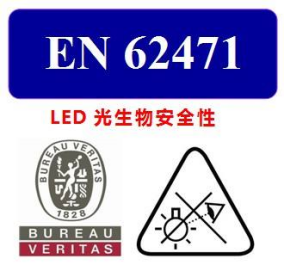 EN 62471
LED 光生物安全性
BUREAU VERITAS
1828
BUREAU
VERITAS